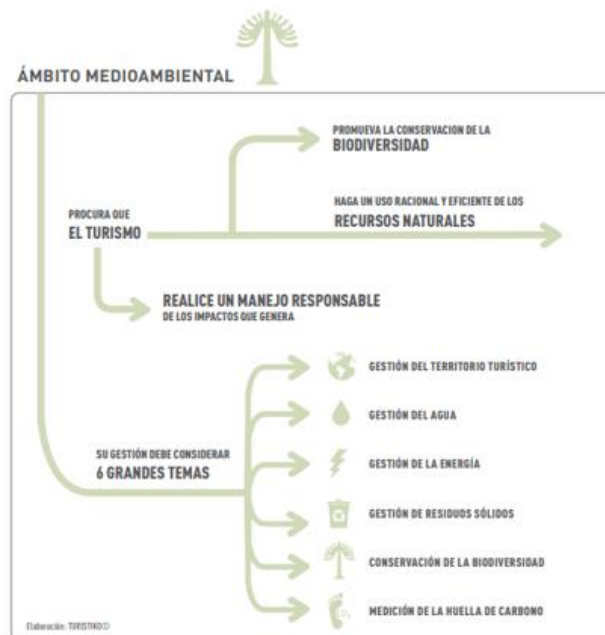 ÁMBITO MEDIOAMBIENTAL
PROMUEVA LA CONSERVACIÓN DE LA
BIODIVERSIDAD
PROCURA QUE
EL TURISMO
HAGA UN USO RACIONAL Y EFICIENTE DE LOS
RECURSOS NATURALES
REALICE UN MANEJO RESPONSABLE
DE LOS IMPACTOS QUE GENERA
SU GESTIÓN DEBE CONSIDERAR
6 GRANDES TEMAS
GESTIÓN DEL TERRITORIO TURÍSTICO
GESTIÓN DEL AGUA
GESTIÓN DE LA ENERGÍA
GESTIÓN DE RESIDUOS SÓLIDOS
CONSERVACIÓN DE LA BIODIVERSIDAD
CO₂
MEDICIÓN DE LA HUELLA DE CARBONO
Elaboración: